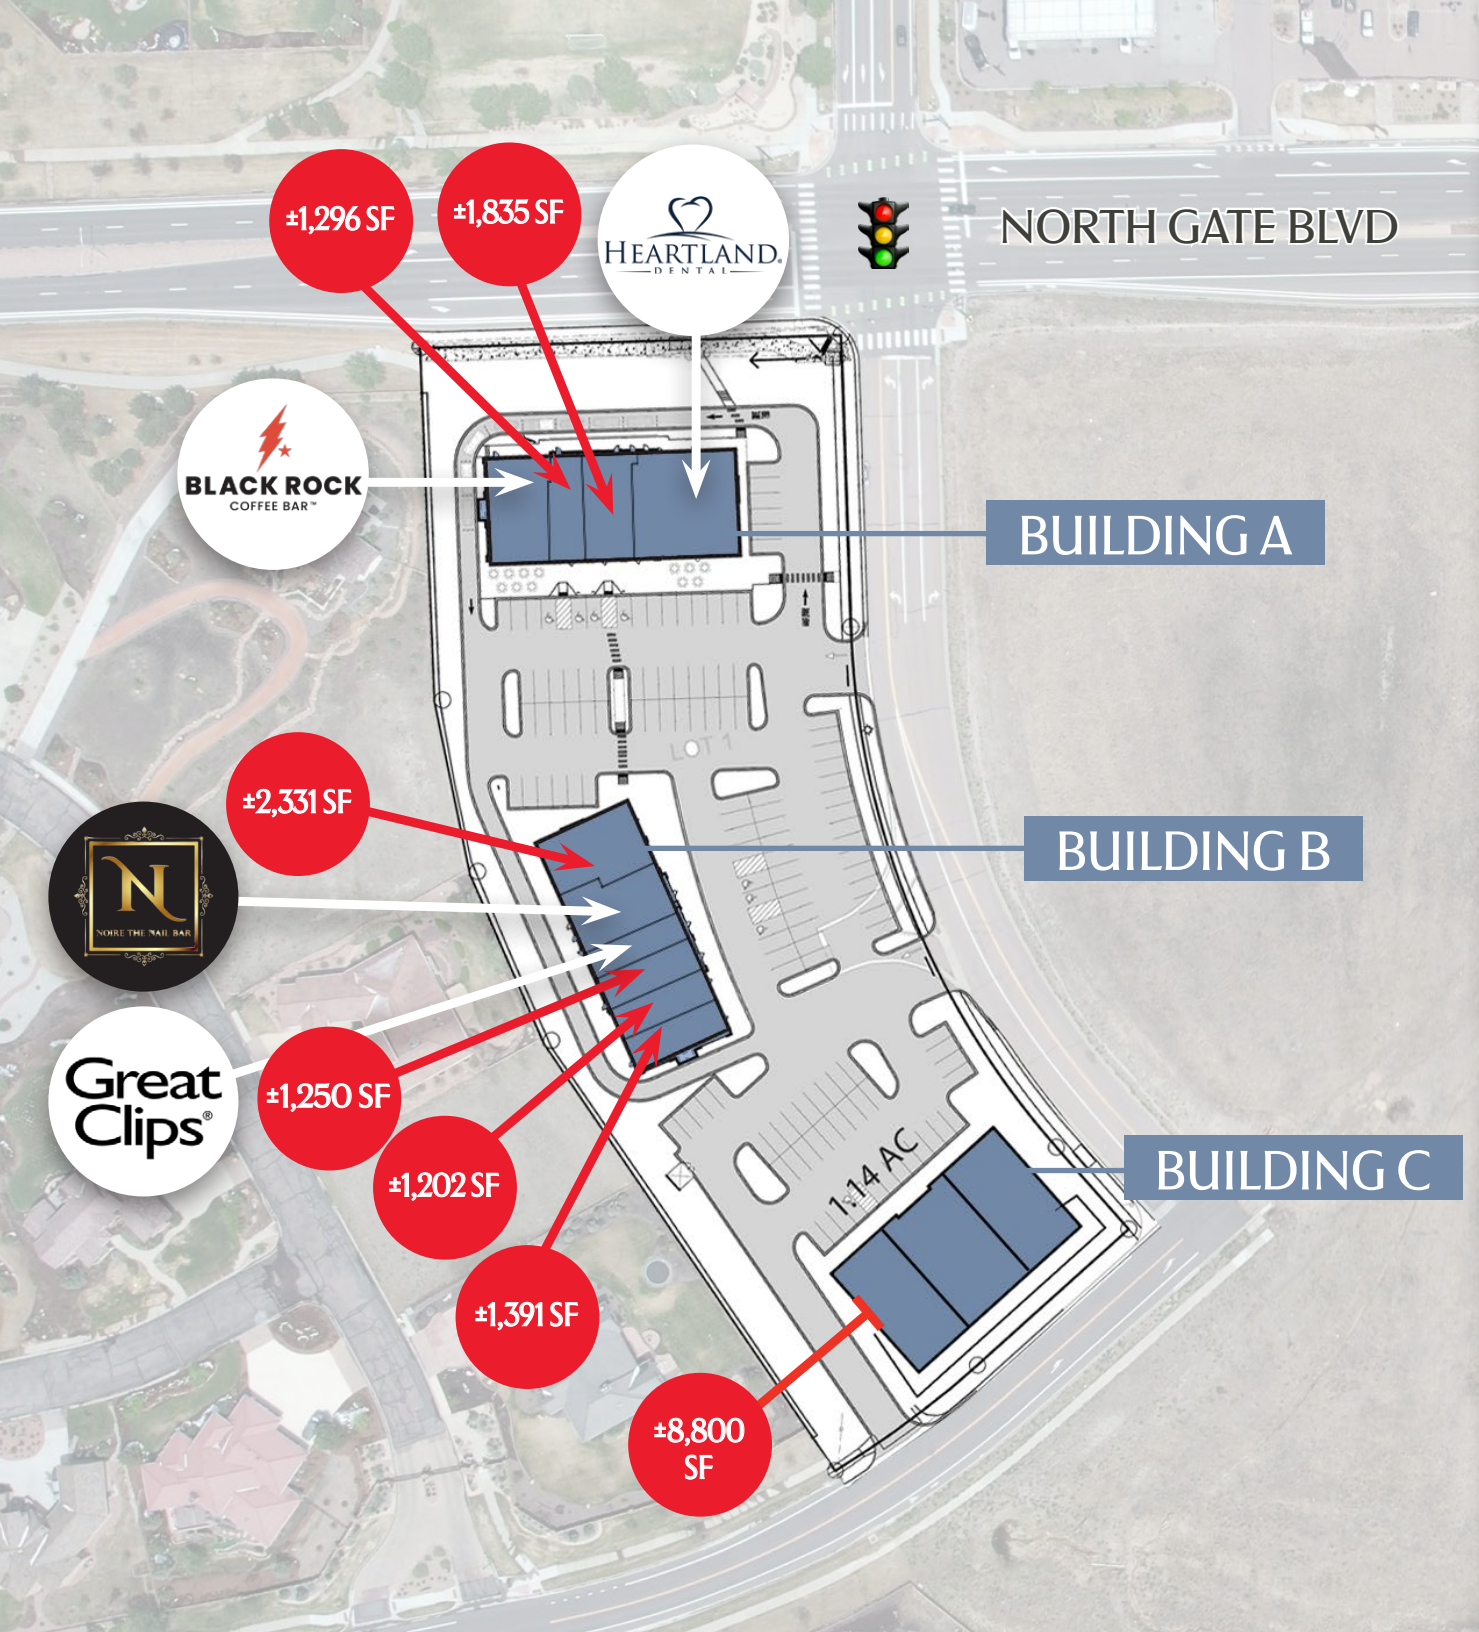 ±1,296 SF
±1,835 SF
HEARTLAND®
DENTAL
NORTH GATE BLVD
BLACK ROCK
COFFEE BAR™
BUILDING A
LOT 1
±2,331 SF
BUILDING B
N
NOIRE THE NAIL BAR
Great
Clips®
±1,250 SF
±1,202 SF
1.14 AC
BUILDING C
±1,391 SF
±8,800
SF